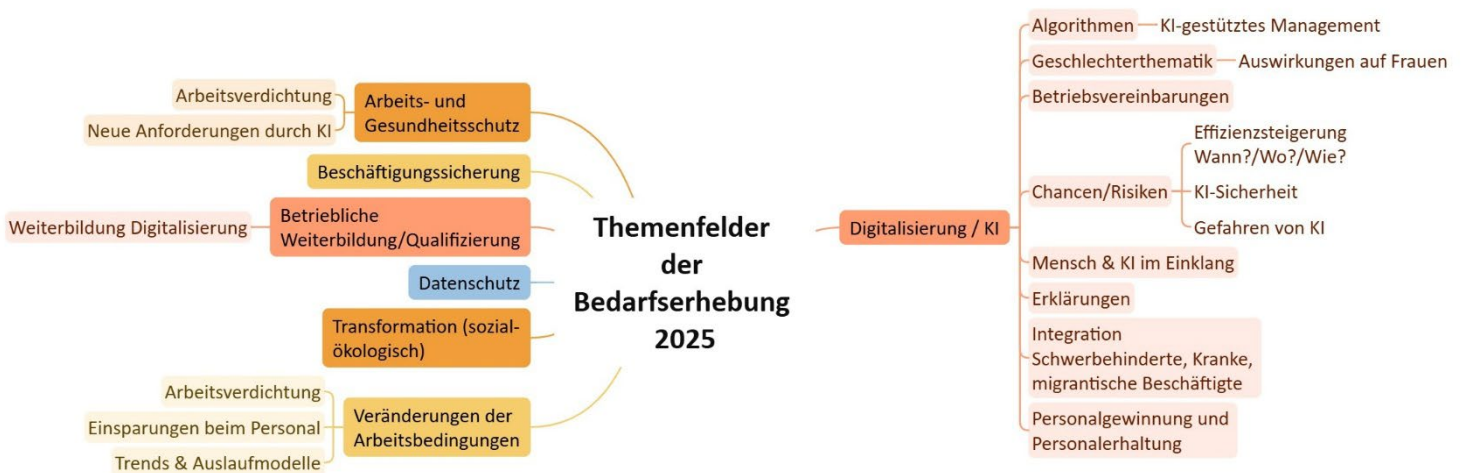 Themenfelder
der
Bedarfserhebung
2025
Arbeits- und
Gesundheitsschutz
Arbeitsverdichtung
Neue Anforderungen durch KI
Beschäftigungssicherung
Betriebliche
Weiterbildung/Qualifizierung
Weiterbildung Digitalisierung
Datenschutz
Transformation (sozial-
ökologisch)
Veränderungen der
Arbeitsbedingungen
Arbeitsverdichtung
Einsparungen beim Personal
Trends & Auslaufmodelle
Digitalisierung / KI
Algorithmen
KI-gestütztes Management
Geschlechterthematik
Auswirkungen auf Frauen
Betriebsvereinbarungen
Chancen/Risiken
Effizienzsteigerung
Wann?/Wo?/Wie?
KI-Sicherheit
Gefahren von KI
Mensch & KI im Einklang
Erklärungen
Integration
Schwerbehinderte, Kranke,
migrantische Beschäftigte
Personalgewinnung und
Personalerhaltung